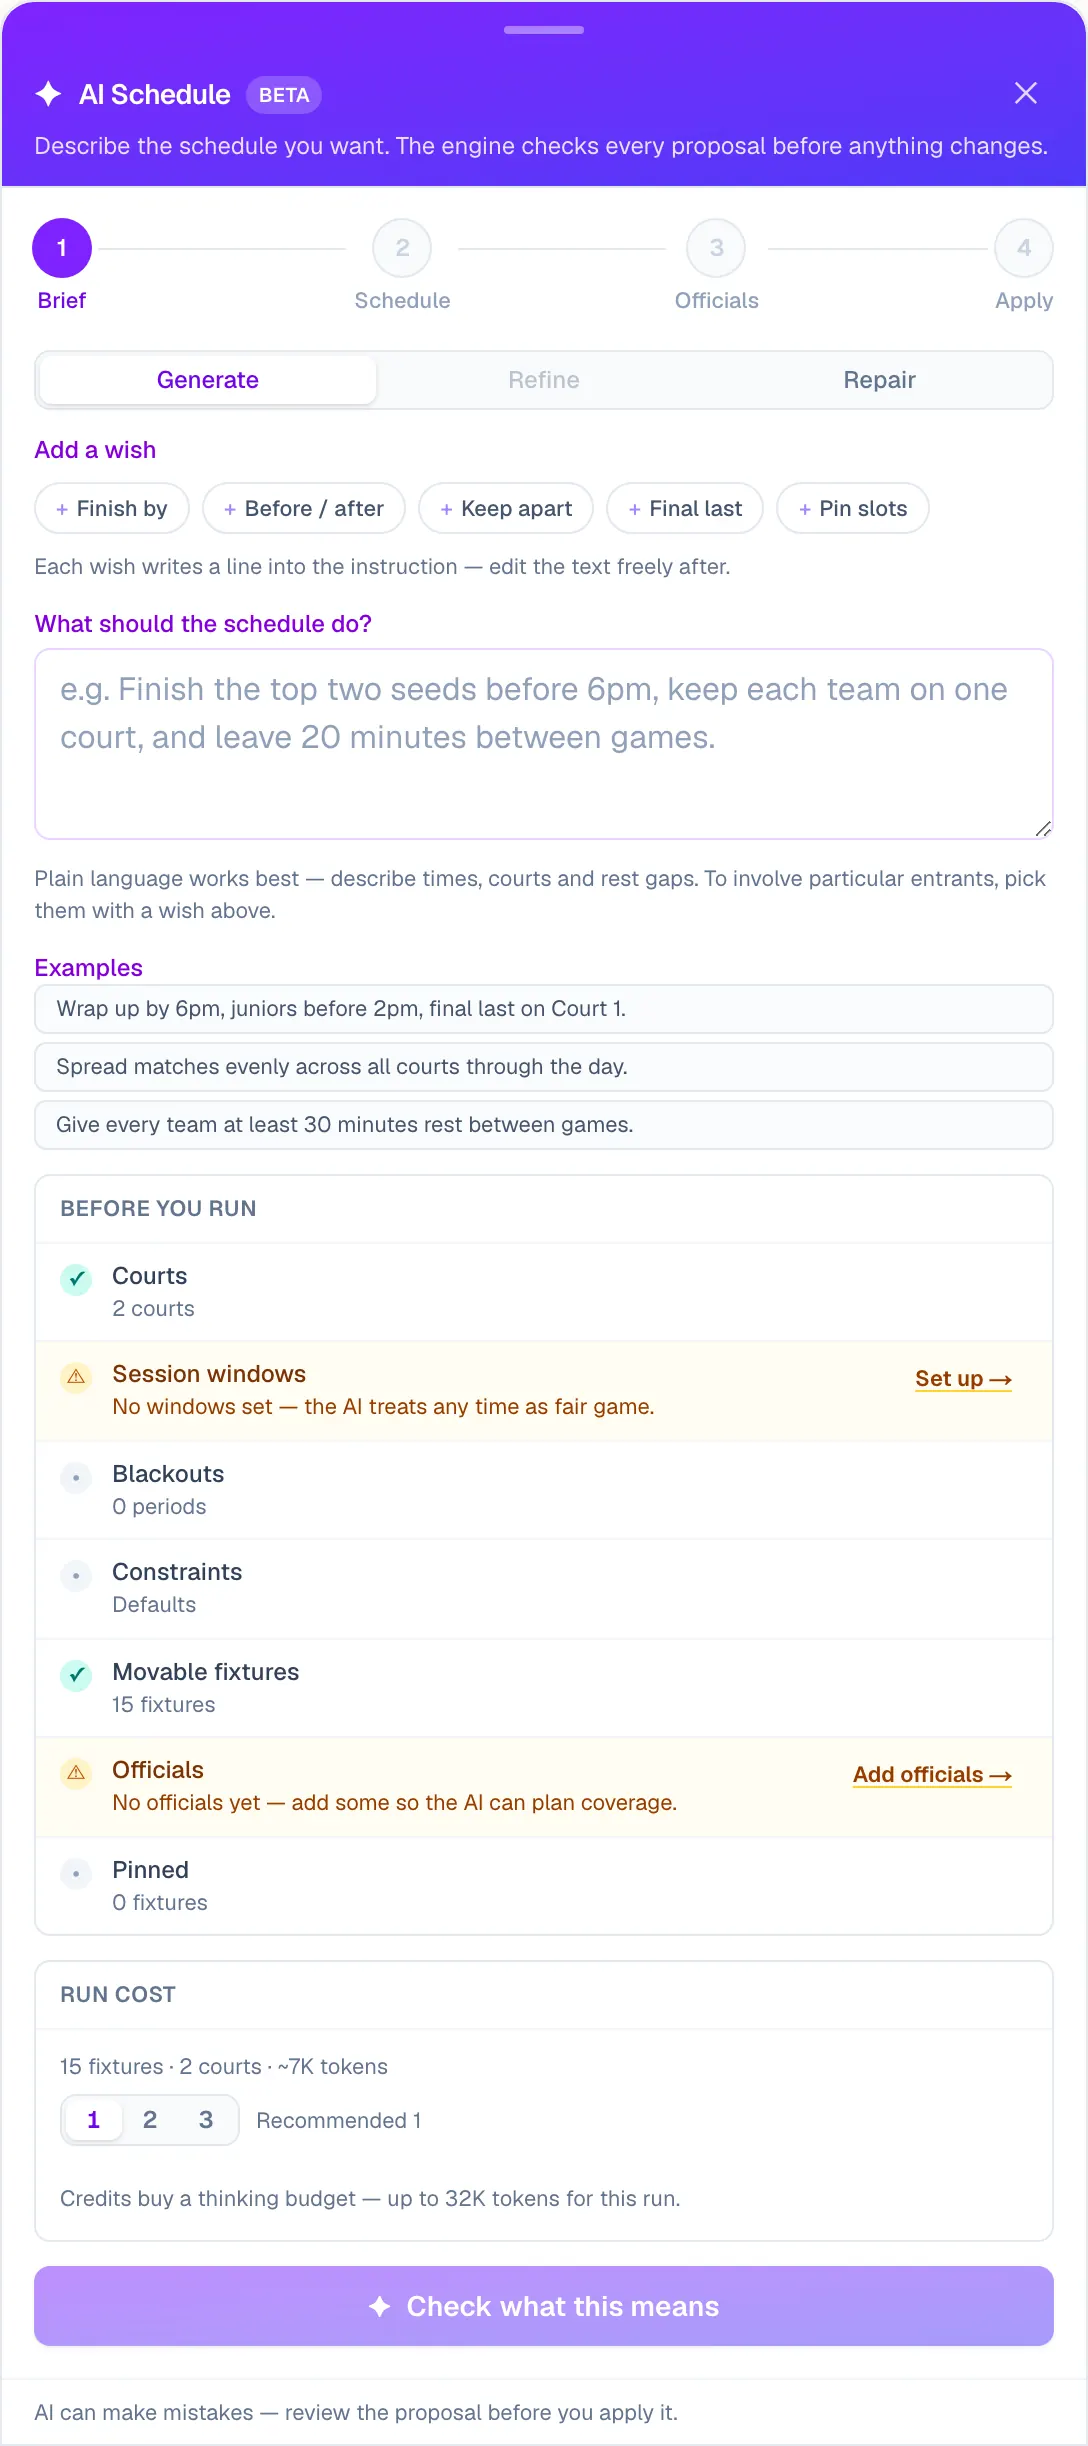 AI Schedule BETA
Describe the schedule you want. The engine checks every proposal before anything changes.
1 2 3 4
Brief Schedule Officials Apply
Generate Refine Repair
Add a wish
+ Finish by + Before / after + Keep apart + Final last + Pin slots
Each wish writes a line into the instruction — edit the text freely after.
What should the schedule do?
e.g. Finish the top two seeds before 6pm, keep each team on one
court, and leave 20 minutes between games.
Plain language works best — describe times, courts and rest gaps. To involve particular entrants, pick
them with a wish above.
Examples
Wrap up by 6pm, juniors before 2pm, final last on Court 1.
Spread matches evenly across all courts through the day.
Give every team at least 30 minutes rest between games.
BEFORE YOU RUN
Courts
2 courts
Session windows
Set up →
No windows set — the AI treats any time as fair game.
Blackouts
0 periods
Constraints
Defaults
Movable fixtures
15 fixtures
Officials
Add officials →
No officials yet — add some so the AI can plan coverage.
Pinned
0 fixtures
RUN COST
15 fixtures · 2 courts · ~7K tokens
1 2 3 Recommended 1
Credits buy a thinking budget — up to 32K tokens for this run.
Check what this means
AI can make mistakes — review the proposal before you apply it.